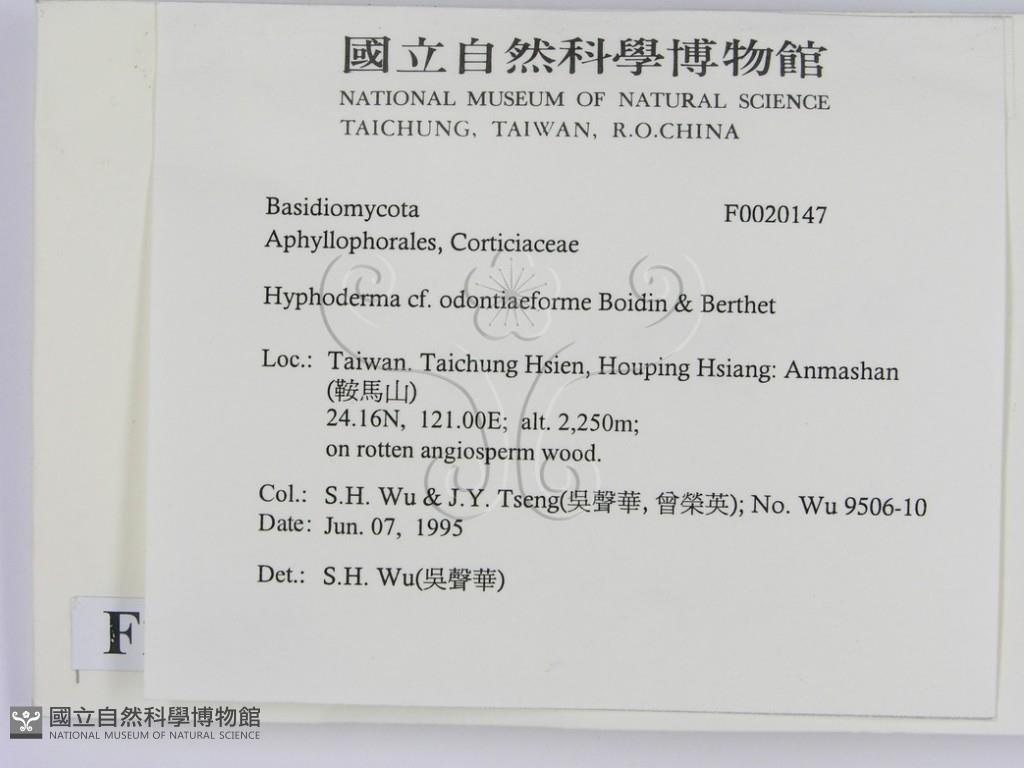 國立自然科學博物館
NATIONAL MUSEUM OF NATURAL SCIENCE
TAICHUNG, TAIWAN, R.O.CHINA
Basidiomycota F0020147
Aphyllophorales, Corticiaceae
Hyphoderma cf. odontiaeforme Boidin & Berthet
Loc.: Taiwan. Taichung Hsien, Houping Hsiang: Anmashan
(鞍馬山)
24.16N, 121.00E; alt. 2,250m;
on rotten angiosperm wood.
Col.: S.H. Wu & J.Y. Tseng(吳聲華, 曾榮英); No. Wu 9506-10
Date: Jun. 07, 1995
Det.: S.H. Wu(吳聲華)
F
國立自然科學博物館
NATIONAL MUSEUM OF NATURAL SCIENCE